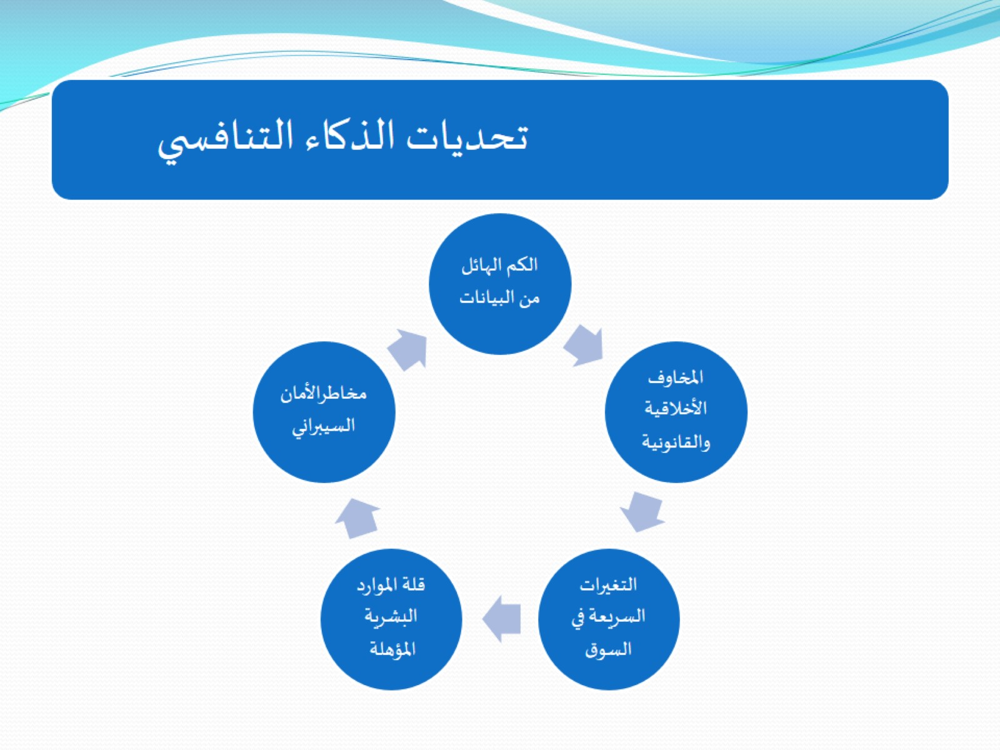 تحديات الذكاء التنافسي
الكم الهائل
من البيانات
المخاوف
الأخلاقية
والقانونية
التغيرات
السريعة في
السوق
قلة الموارد
البشرية
المؤهلة
مخاطرالأمان
السيبراني